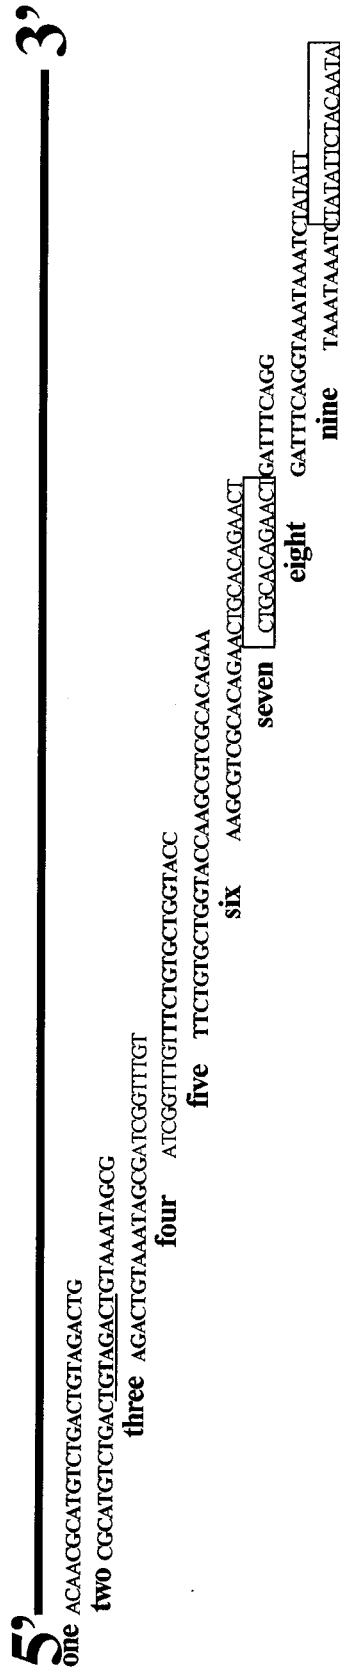 5’ 3’
one ACAACGCATGTCTGACTGTAGACTG
two CGCATGTCTGACTGTAGACTGTAAATAGCG
three AGACTGTAAATAGCGATCGGTTTGT
four ATCGGTTTGTTTCTGTGCTGGTACC
five TTCTGTGCTGGTACCAAGCGTCGCACAGAA
six AAGCGTCGCACAGAACTGCACAGAACT
seven CTGCACAGAACTGATTTCAGG
eight GATTTCAGGTAAATAAATCTATATT
nine TAAATAAATCTATATTCTACAATA